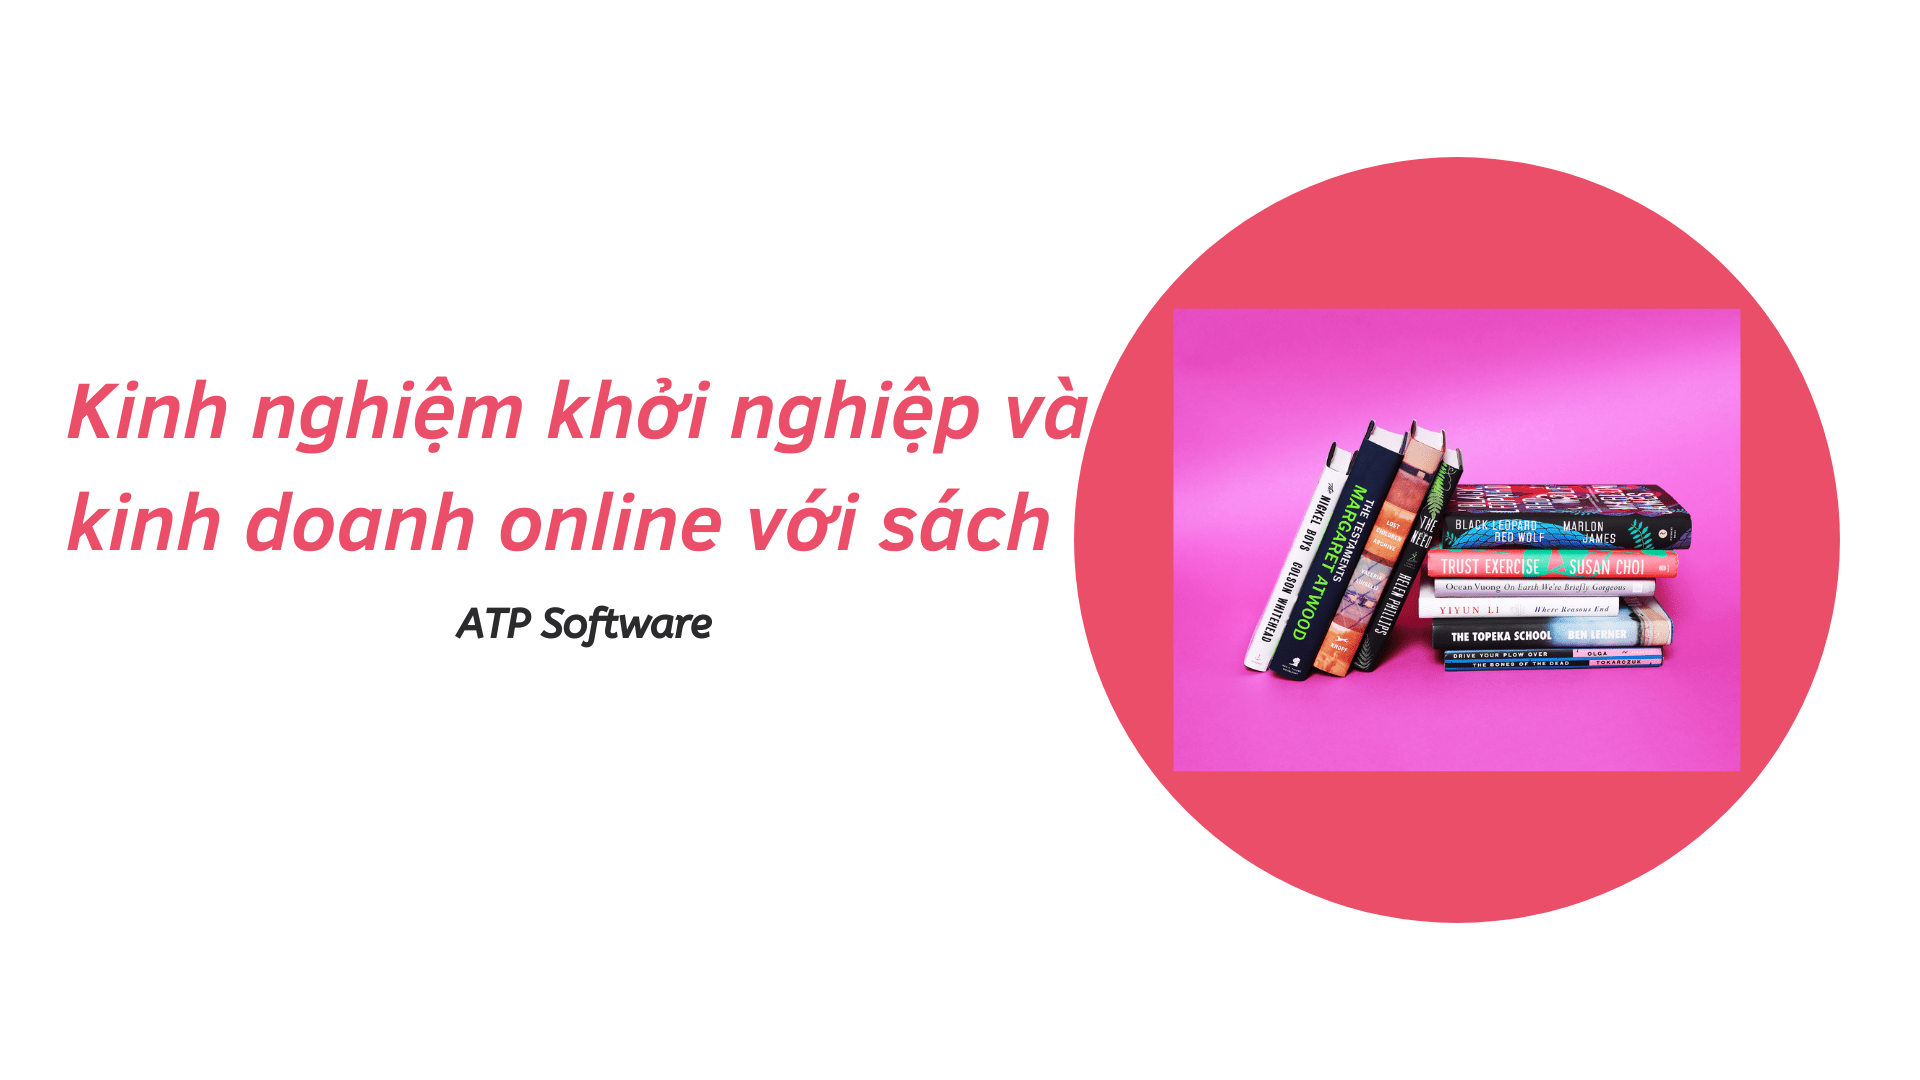 Kinh nghiệm khởi nghiệp và
kinh doanh online với sách
ATP Software
The NICKEL BOYS COLSON WHITEHEAD
THE TESTAMENTS
MARGARET ATWOOD
LOST
CHILDREN
ARCHIVE
VALERIA
LUISELLI
KNOPF
THE
NEED
HELEN PHILLIPS
BLACK LEOPARD MARLON
RED WOLF JAMES
TRUST EXERCISE SUSAN CHOI
Ocean Vuong On Earth We're Briefly Gorgeous
YIYUN LI Where Reasons End
THE TOPEKA SCHOOL BEN LERNER
DRIVE YOUR PLOW OVER OLGA
THE BONES OF THE DEAD TOKARCZUK